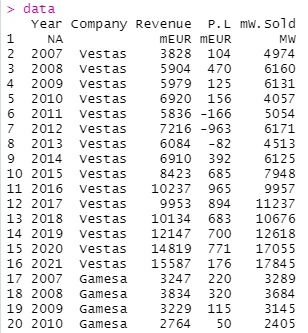 > data
Year Company Revenue P.L mW.Sold
1 NA mEUR mEUR MW
2 2007 Vestas 3828 104 4974
3 2008 Vestas 5904 470 6160
4 2009 Vestas 5979 125 6131
5 2010 Vestas 6920 156 4057
6 2011 Vestas 5836 -166 5054
7 2012 Vestas 7216 -963 6171
8 2013 Vestas 6084 -82 4513
9 2014 Vestas 6910 392 6125
10 2015 Vestas 8423 685 7948
11 2016 Vestas 10237 965 9957
12 2017 Vestas 9953 894 11237
13 2018 Vestas 10134 683 10676
14 2019 Vestas 12147 700 12618
15 2020 Vestas 14819 771 17055
16 2021 Vestas 15587 176 17845
17 2007 Gamesa 3247 220 3289
18 2008 Gamesa 3834 320 3684
19 2009 Gamesa 3229 115 3145
20 2010 Gamesa 2764 50 2405